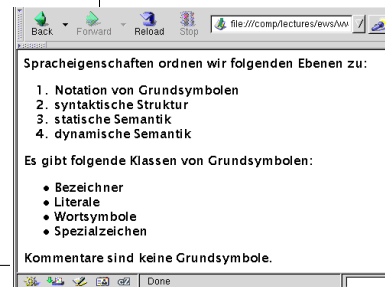 Back Forward Reload Stop file:///comp/lectures/ews/wv
Spracheigenschaften ordnen wir folgenden Ebenen zu:
1. Notation von Grundsymbolen
2. syntaktische Struktur
3. statische Semantik
4. dynamische Semantik
Es gibt folgende Klassen von Grundsymbolen:
• Bezeichner
• Literale
• Wortsymbole
• Spezialzeichen
Kommentare sind keine Grundsymbole.
Done